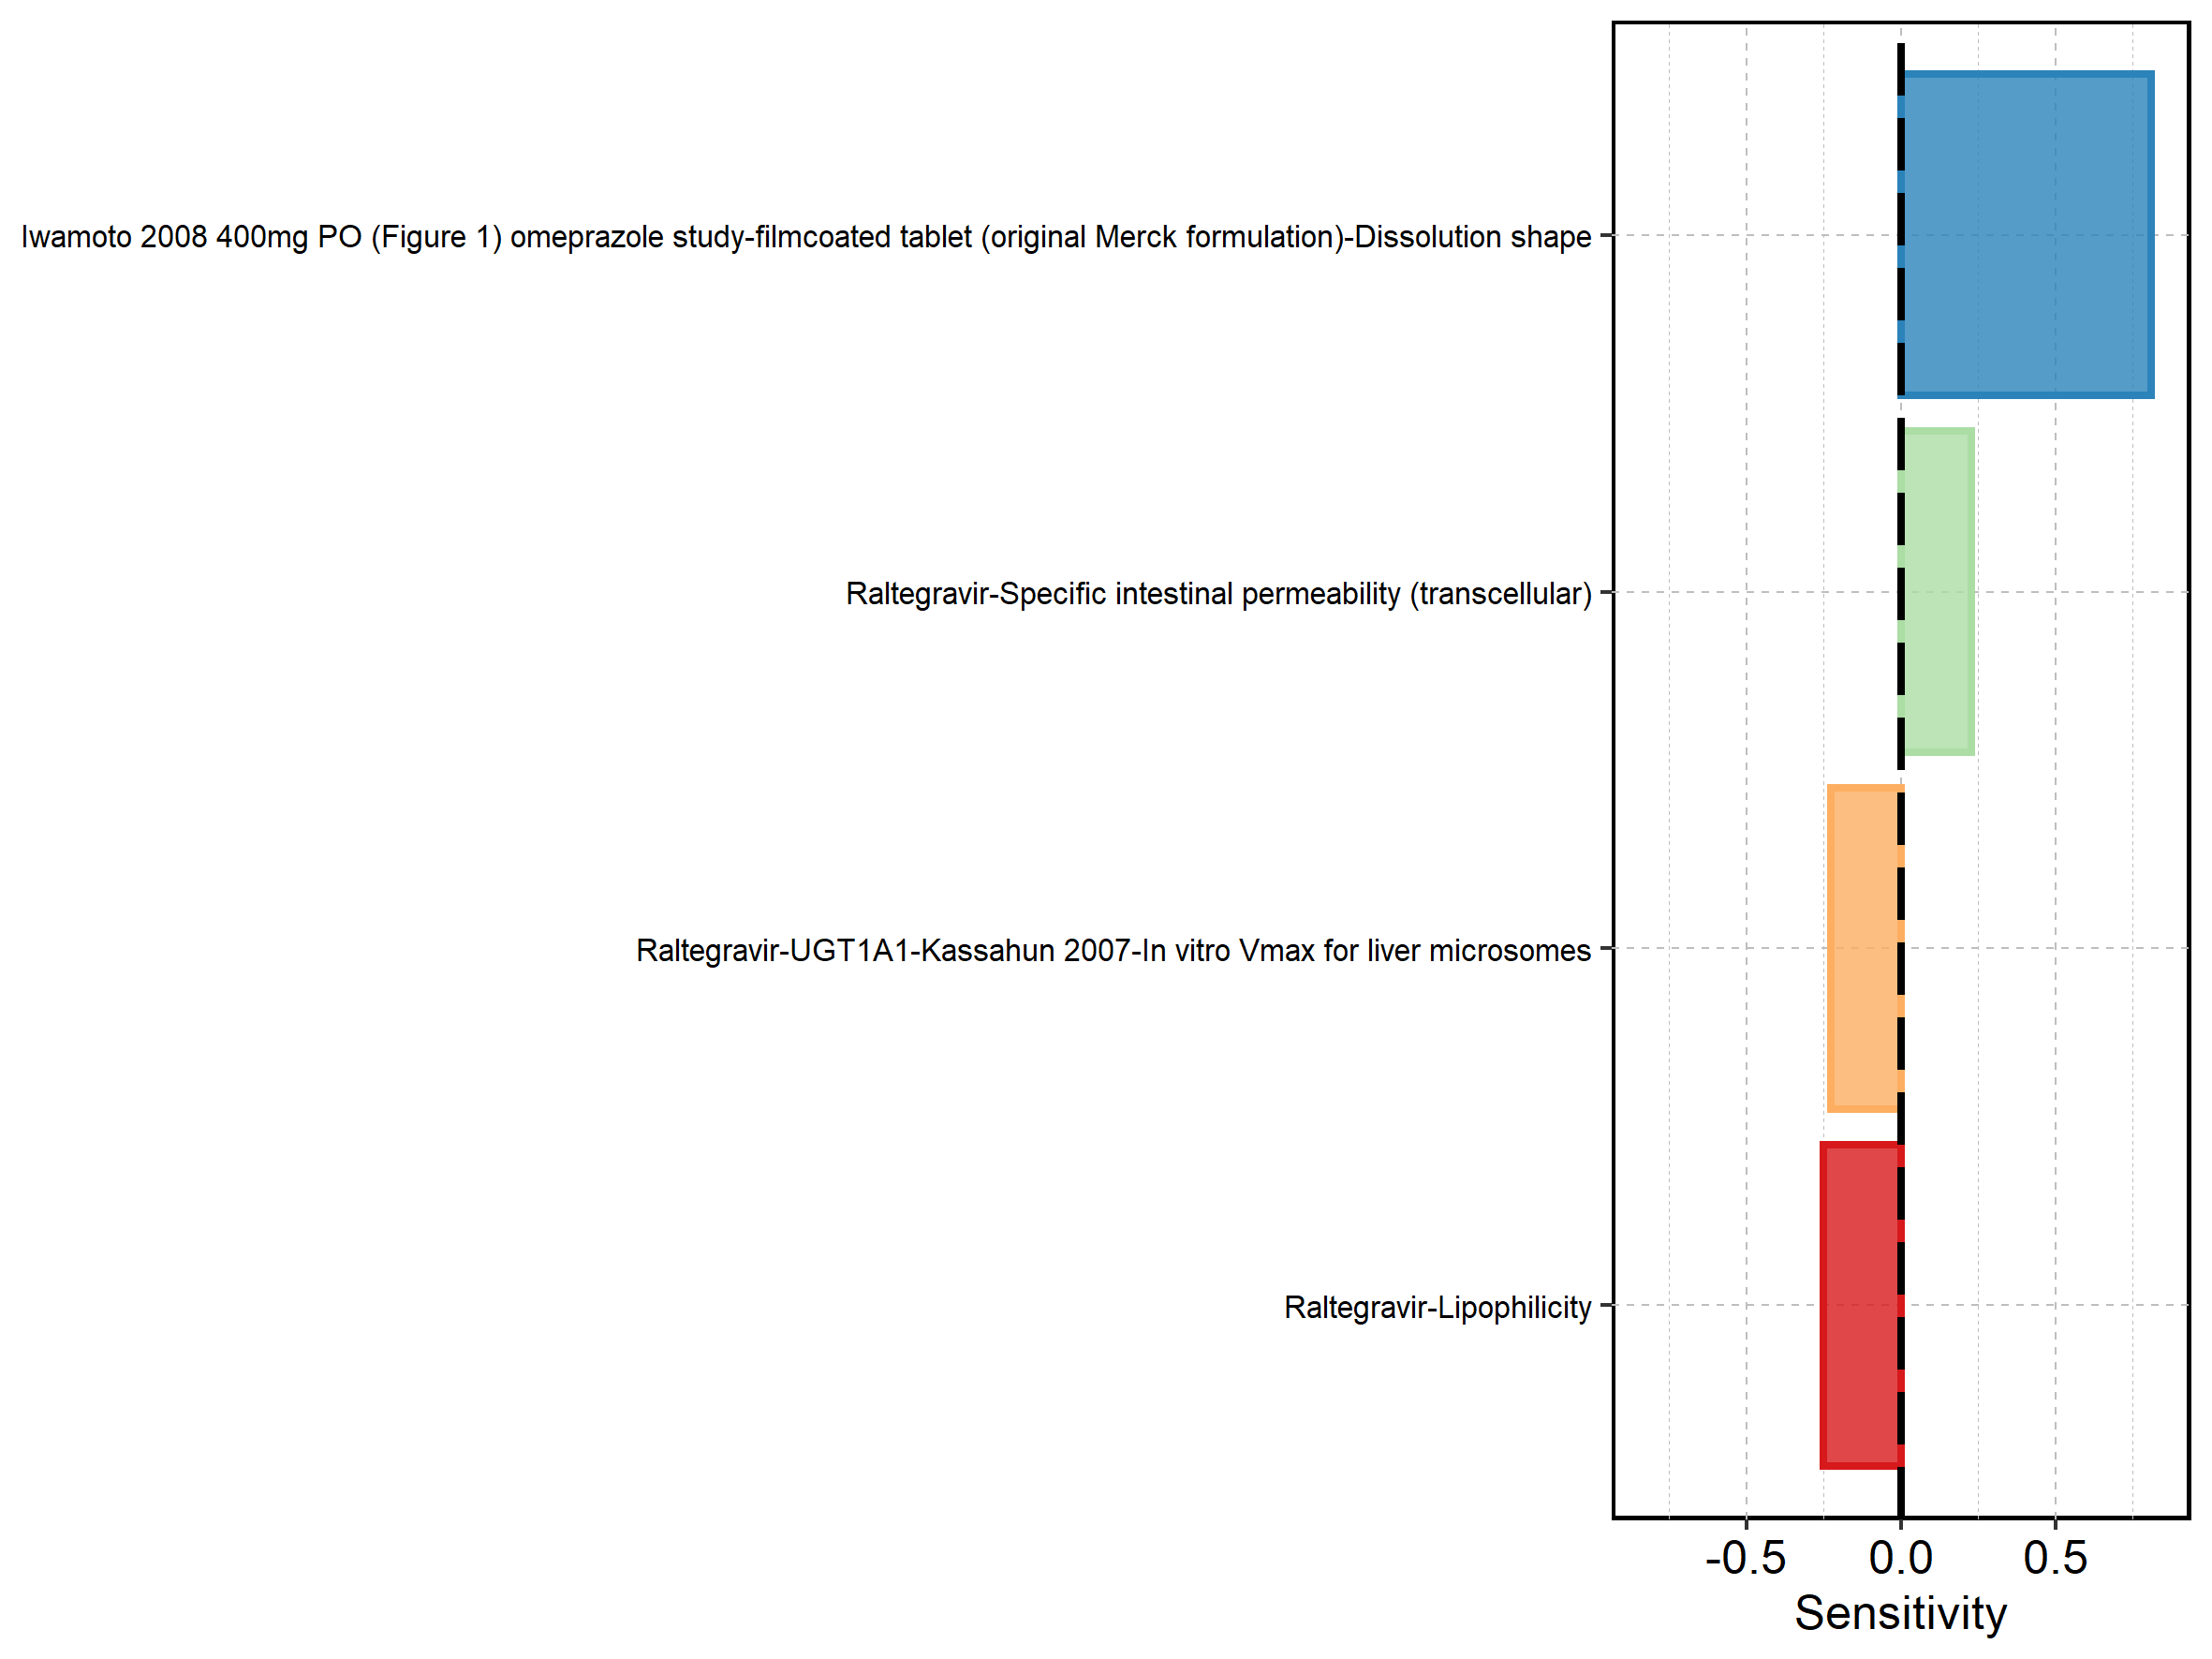 Iwamoto 2008 400mg PO (Figure 1) omeprazole study-filmcoated tablet (original Merck formulation)-Dissolution shape
Raltegravir-Specific intestinal permeability (transcellular)
Raltegravir-UGT1A1-Kassahun 2007-In vitro Vmax for liver microsomes
Raltegravir-Lipophilicity
-0.5 0.0 0.5
Sensitivity